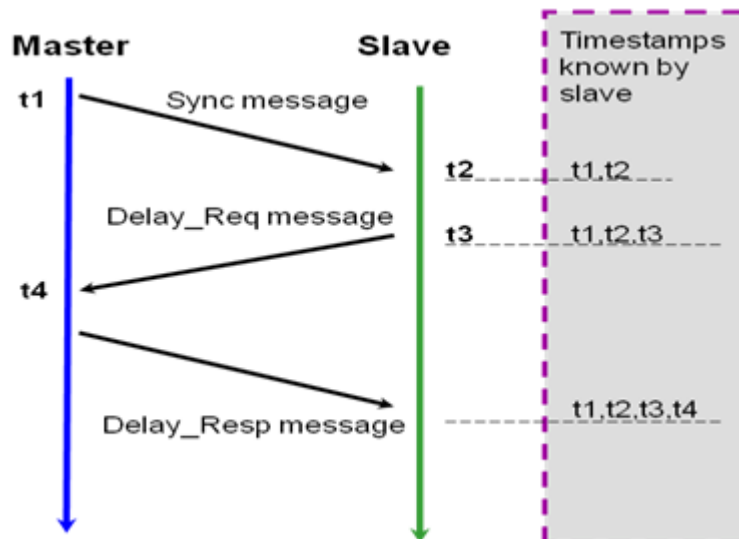 Master
Slave
Timestamps
known by
slave
t1
Sync message
t2
t1,t2
Delay_Req message
t3
t1,t2,t3
t4
t1,t2,t3,t4
Delay_Resp message